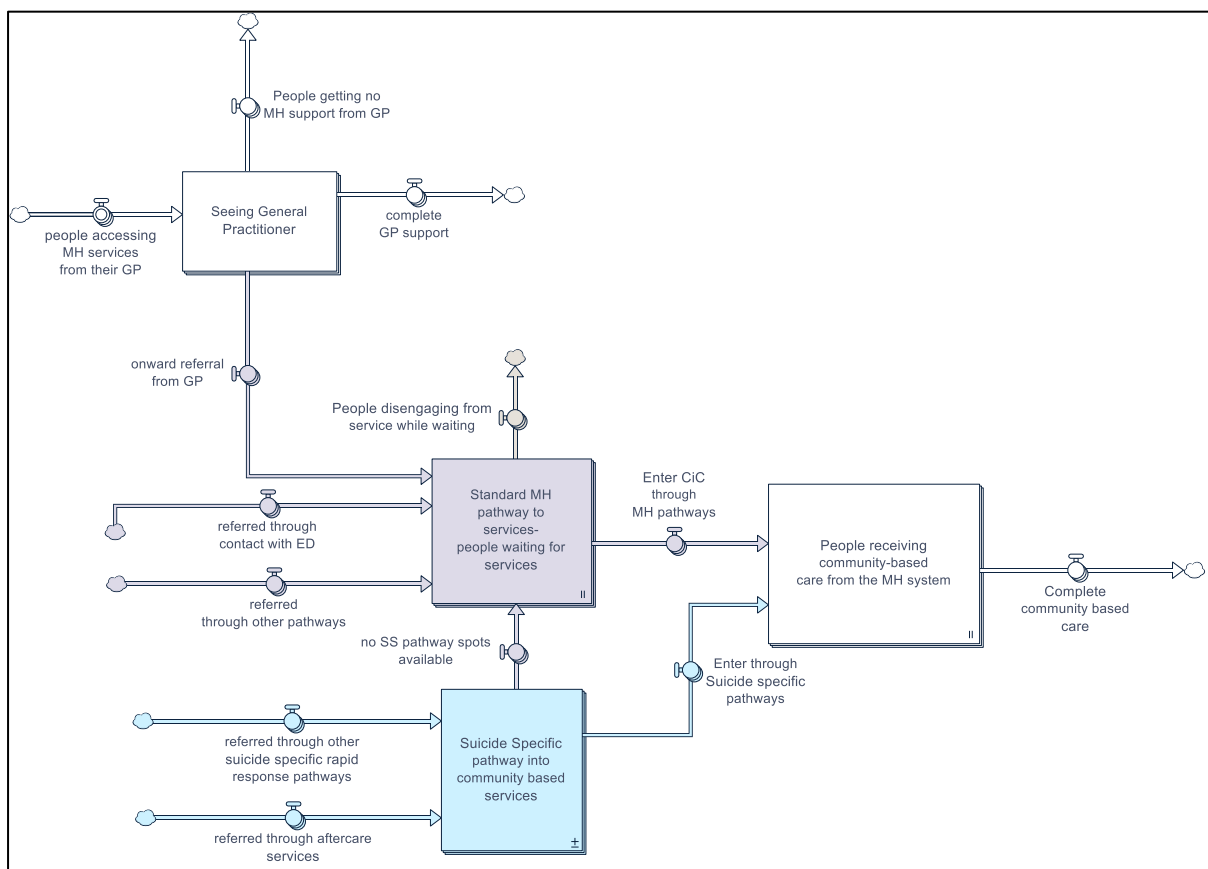 People getting no
MH support from GP
Seeing General
Practitioner
complete
GP support
people accessing
MH services
from their GP
onward referral
from GP
People disengaging from
service while waiting
Standard MH
pathway to
services-
people waiting for
services
Enter CiC
through
MH pathways
referred through
contact with ED
People receiving
community-based
care from the MH system
Complete
community based
care
referred
through other pathways
no SS pathway spots
available
Enter through
Suicide specific
pathways
referred through other
suicide specific rapid
response pathways
Suicide Specific
pathway into
community based
services
±
referred through aftercare
services